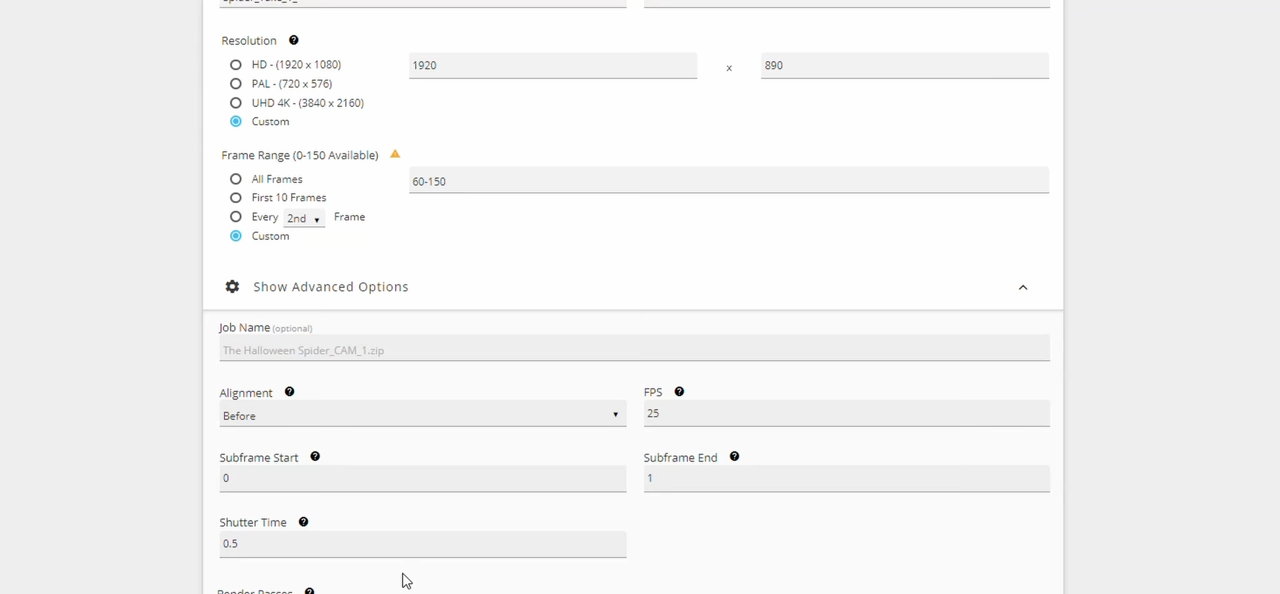 Resolution
HD - (1920 x 1080)
1920 x 890
PAL - (720 x 576)
UHD 4K - (3840 x 2160)
Custom
Frame Range (0-150 Available)
All Frames
60-150
First 10 Frames
Every 2nd Frame
Custom
Show Advanced Options
Job Name (optional)
The Halloween Spider_CAM_1.zip
Alignment
FPS
Before
25
Subframe Start
Subframe End
0
1
Shutter Time
0.5
Render Passes